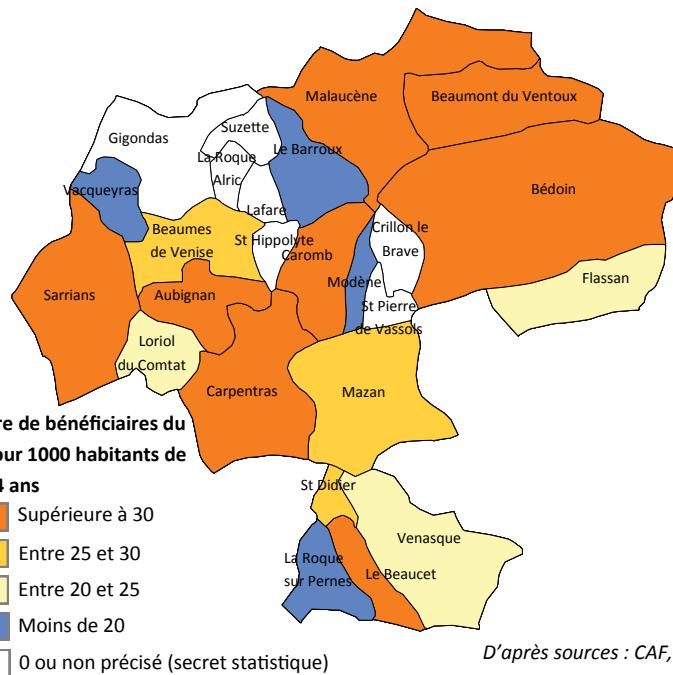 Malaucène
Beaumont du Ventoux
Suzette
Gigondas
Le Barroux
La Roque
Alric
Vacqueyras
Bédoin
Lafare
Crillon le
Brave
Beaumes
de Venise
St Hippolyte
Caromb
Modène
Flassan
Sarrians
Aubignan
St Pierre
de Vassols
Loriol
du Comtat
Carpentras
Mazan
re de bénéficiaires du
our 1000 habitants de
4 ans
St Didier
Supérieure à 30
Venasque
Entre 25 et 30
La Roque
sur Pernes
Le Beaucet
Entre 20 et 25
Moins de 20
D'après sources : CAF,
0 ou non précisé (secret statistique)